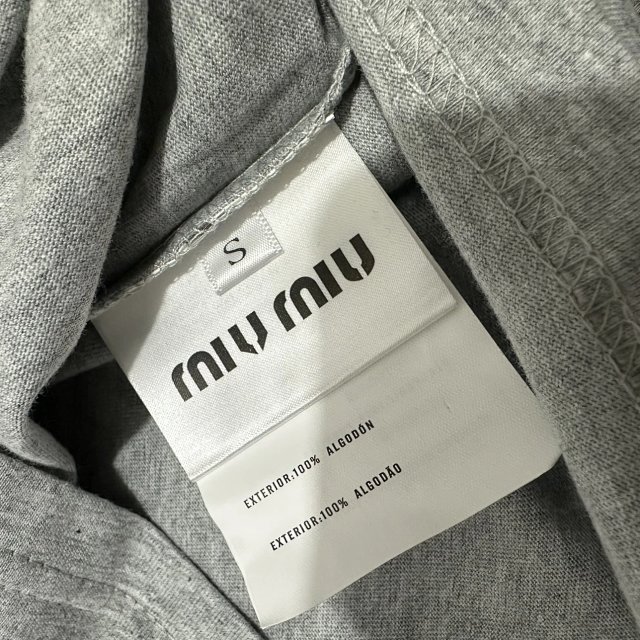 S
miu miu
EXTERIOR:100% ALGODÓN
EXTERIOR:100% ALGODÃO